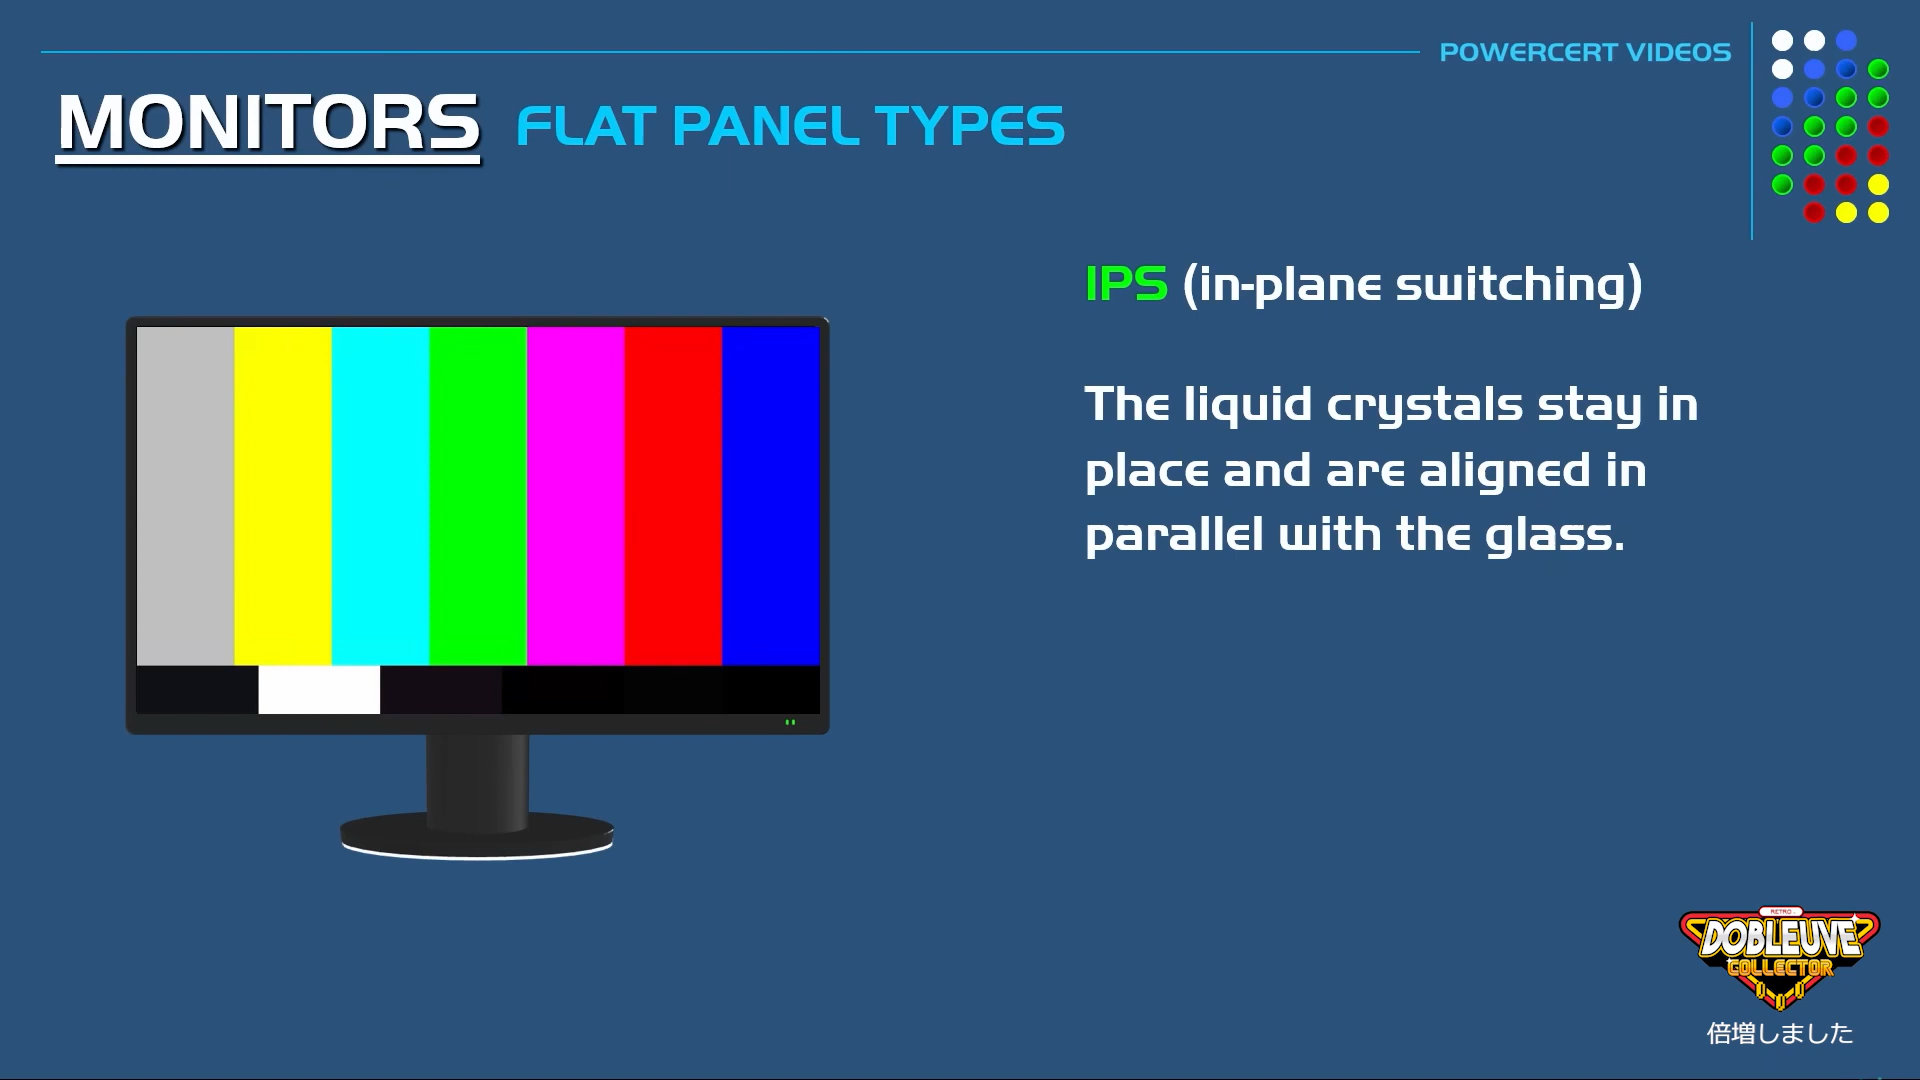 POWERCERT VIDEOS
MONITORS FLAT PANEL TYPES
IPS (in-plane switching)
The liquid crystals stay in
place and are aligned in
parallel with the glass.
RETRO
DOBLEUVE
COLLECTOR
倍増しました